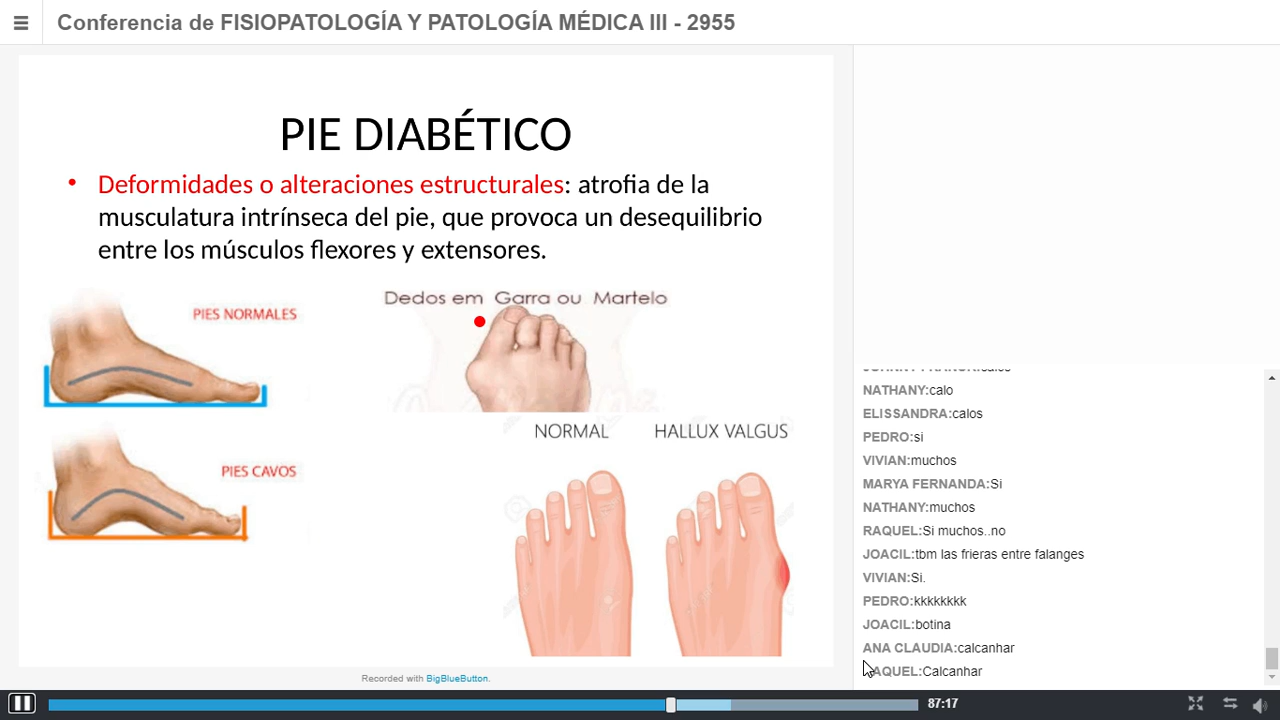 Conferencia de FISIOPATOLOGÍA Y PATOLOGÍA MÉDICA III - 2955
PIE DIABÉTICO
• Deformidades o alteraciones estructurales: atrofia de la
musculatura intrínseca del pie, que provoca un desequilibrio
entre los músculos flexores y extensores.
PIES NORMALES
Dedos em Garra ou Martelo
PIES CAVOS
NORMAL
HALLUX VALGUS
Recorded with BigBlueButton.
NATHANY:calo
ELISSANDRA:calos
PEDRO:si
VIVIAN:muchos
MARYA FERNANDA:Si
NATHANY:muchos
RAQUEL:Si muchos..no
JOACIL:tbm las frieras entre falanges
VIVIAN:Si.
PEDRO:kkkkkkkk
JOACIL:botina
ANA CLAUDIA:calcanhar
RAQUEL:Calcanhar
87:17